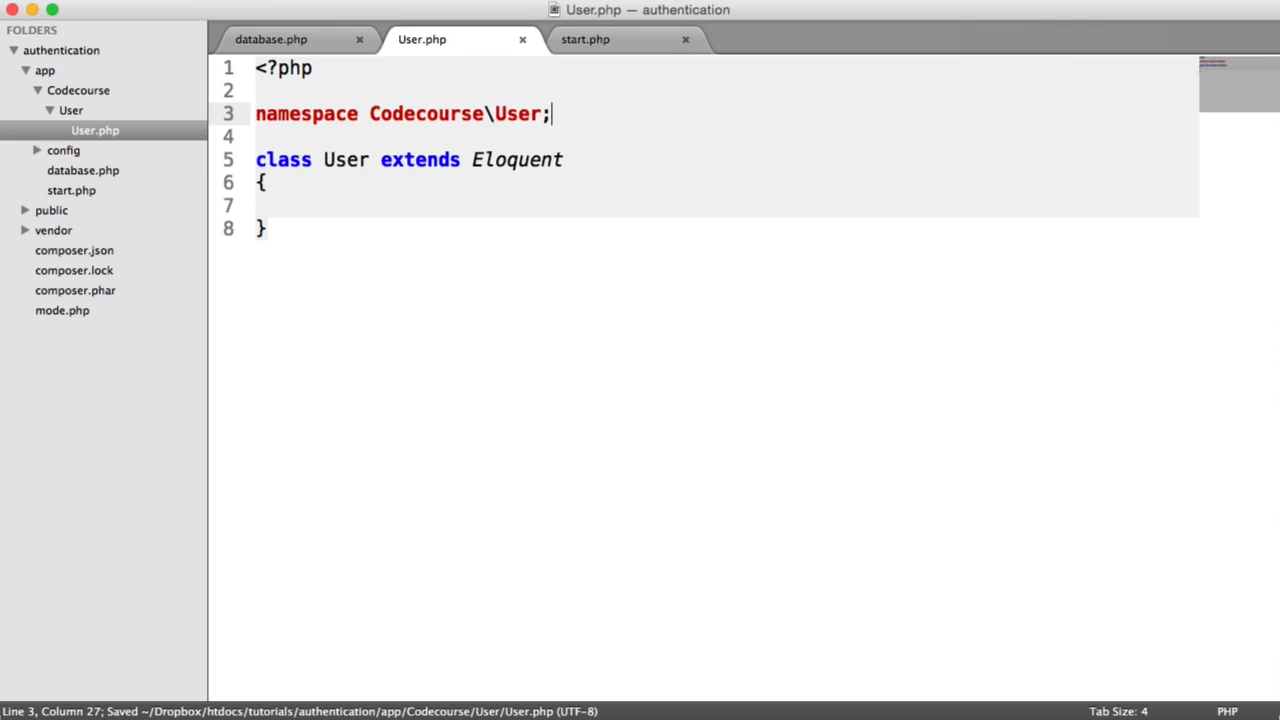 User.php — authentication
FOLDERS
authentication
app
Codecourse
User
User.php
config
database.php
start.php
public
vendor
composer.json
composer.lock
composer.phar
mode.php
database.php × User.php × start.php ×
1 <?php
2
3 namespace Codecourse\User;
4
5 class User extends Eloquent
6 {
7
8 }
Line 3, Column 27; Saved ~/Dropbox/htdocs/tutorials/authentication/app/Codecourse/User/User.php (UTF-8) Tab Size: 4 PHP